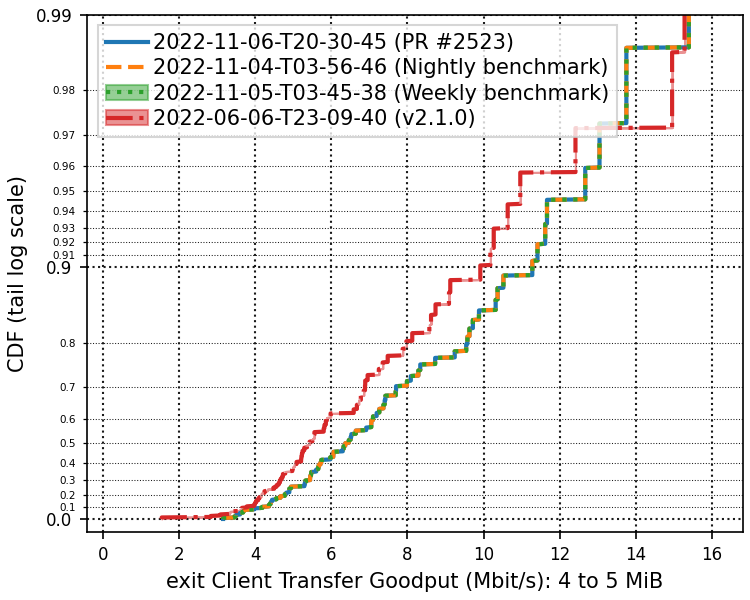 2022-11-06-T20-30-45 (PR #2523)
2022-11-04-T03-56-46 (Nightly benchmark)
2022-11-05-T03-45-38 (Weekly benchmark)
2022-06-06-T23-09-40 (v2.1.0)
CDF (tail log scale)
0.99
0.98
0.97
0.96
0.95
0.94
0.93
0.92
0.91
0.9
0.8
0.7
0.6
0.5
0.4
0.3
0.2
0.1
0.0
0 2 4 6 8 10 12 14 16
exit Client Transfer Goodput (Mbit/s): 4 to 5 MiB